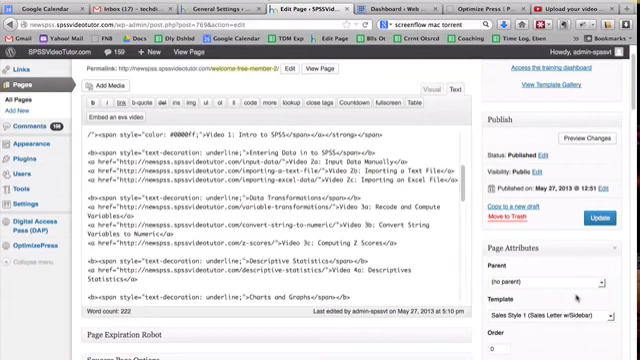 Google Calendar
Inbox (11) - techdi
General Settings
Edit Page ‹ SPSSVideoTutor.
Dashboard ‹ Web
Optimize Press
Upload your video
newspss.spssvideotutor.com/wp-admin/post.php?post=769&action=edit
screenflow mac torrent
Gmail
Yahoo! Mail
FNB
Dly Dshbd
Google Calendar
TDM Exp
Crnt Otsrcd
Coaching
Time Log, Eben
SPSSVideoTutor.com
159
New
View Page
Howdy, admin-spasvt
Links
Pages
All Pages
Add New
Comments
Appearance
Plugins
Users
Tools
Settings
Digital Access
Pass (DAP)
OptimizePress
Collapse menu
Permalink: http://newspss.spssvideotutor.com/welcome-free-member-2/ Edit View Page
Add Media
Visual Text
b i link b-quote del ins img ul ol li code more lookup close tags Countdown fullscreen Table
Embed an evs video
/"><span style="color: #0000ff;">Video 1: Intro to SPSS</span></a></strong></span>
<b><span style="text-decoration: underline;">Entering Data in to SPSS</span></b>
<a href="http://newspss.spssvideotutor.com/input-data/">Video 2a: Input Data Manually</a>
<a href="http://newspss.spssvideotutor.com/importing-a-text-file/">Video 2b: Importing a Text File</a>
<a href="http://newspss.spssvideotutor.com/importing-excel-data/">Video 2c: Importing an Excel File</a>
<b><span style="text-decoration: underline;">Data Transformations</span></b>
<a href="http://newspss.spssvideotutor.com/variable-transformations/">Video 3a: Recode and Compute
Variables</a>
<a href="http://newspss.spssvideotutor.com/convert-string-to-numeric/">Video 3b: Convert String
Variables to Numeric</a>
<a href="http://newspss.spssvideotutor.com/z-scores/">Video 3c: Computing Z Scores</a>
<b><span style="text-decoration: underline;">Descriptive Statistics</span></b>
<a href="http://newspss.spssvideotutor.com/descriptive-statistics/">Video 4a: Descriptives
Statistics</a>
<b><span style="text-decoration: underline;">Charts and Graphs</span></b>
Word count: 222
Last edited by admin-spssvt on May 27, 2013 at 5:10 pm
Page Expiration Robot
Squeeze Page Options
Access the training dashboard
View Template Gallery
Publish
Preview Changes
Status: Published Edit
Visibility: Public Edit
Published on: May 27, 2013 @ 12:51 Edit
Copy to a new draft
Move to Trash
Update
Page Attributes
Parent
(no parent)
Template
Sales Style 1 (Sales Letter w/Sidebar)
Order
0